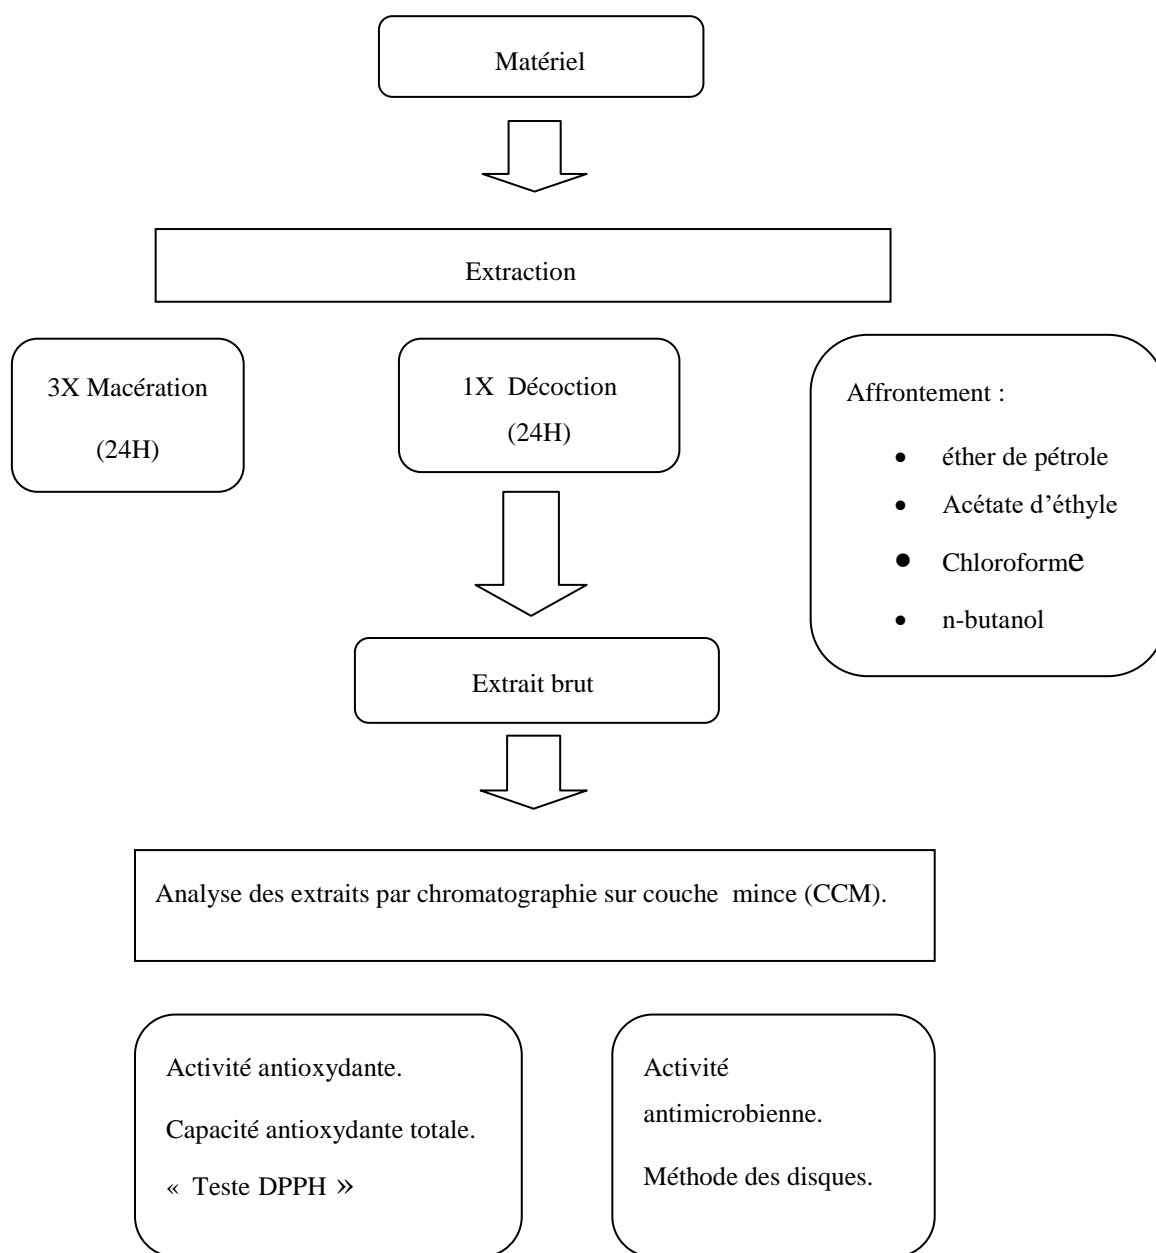 Matériel
Extraction
3X Macération
(24H)
1X Décoction
(24H)
Affrontement :
• éther de pétrole
• Acétate d’éthyle
• Chloroforme
• n-butanol
Extrait brut
Analyse des extraits par chromatographie sur couche mince (CCM).
Activité antioxydante.
Capacité antioxydante totale.
« Teste DPPH »
Activité
antimicrobienne.
Méthode des disques.